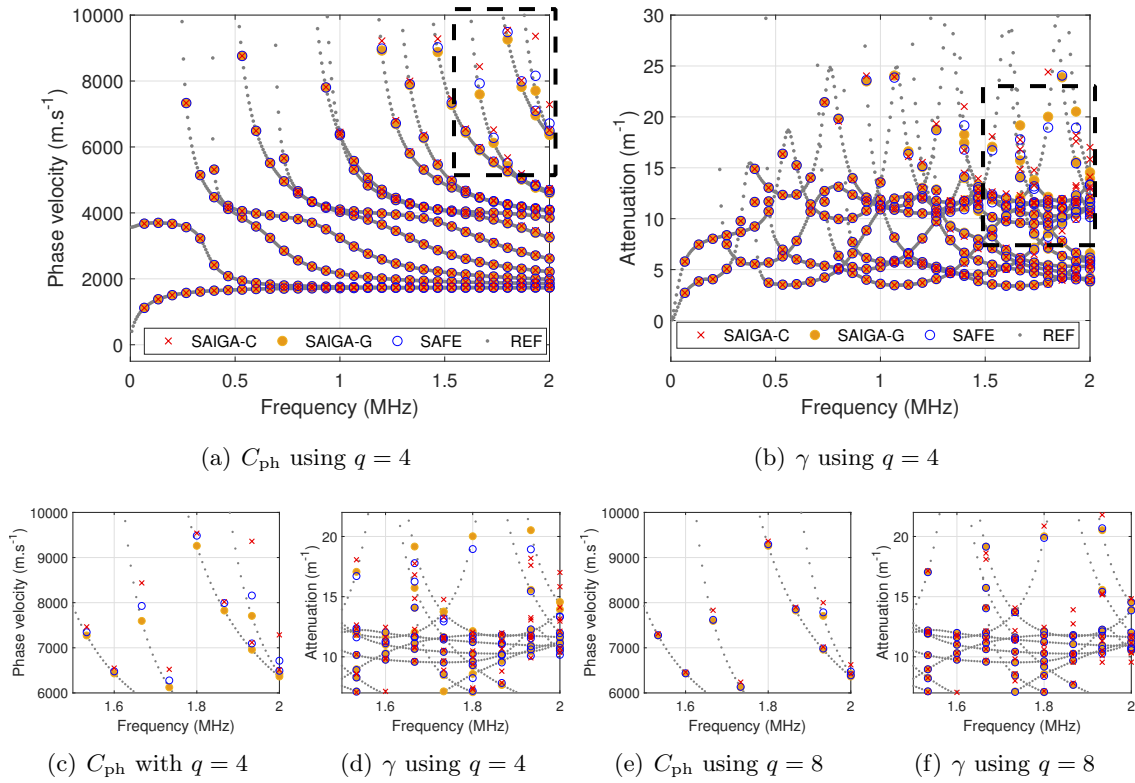 10000
8000
6000
4000
2000
0
Phase velocity (m.s⁻¹)
SAIGA-C SAIGA-G SAFE REF
0 0.5 1 1.5 2
Frequency (MHz)
(a) C_ph using q = 4
30
25
20
15
10
5
0
Attenuation (m⁻¹)
SAIGA-C SAIGA-G SAFE REF
0 0.5 1 1.5 2
Frequency (MHz)
(b) γ using q = 4
10000
9000
8000
7000
6000
Phase velocity (m.s⁻¹)
1.6 1.8 2
Frequency (MHz)
(c) C_ph with q = 4
20
15
10
Attenuation (m⁻¹)
1.6 1.8 2
Frequency (MHz)
(d) γ using q = 4
10000
9000
8000
7000
6000
Phase velocity (m.s⁻¹)
1.6 1.8 2
Frequency (MHz)
(e) C_ph using q = 8
20
15
10
Attenuation (m⁻¹)
1.6 1.8 2
Frequency (MHz)
(f) γ using q = 8